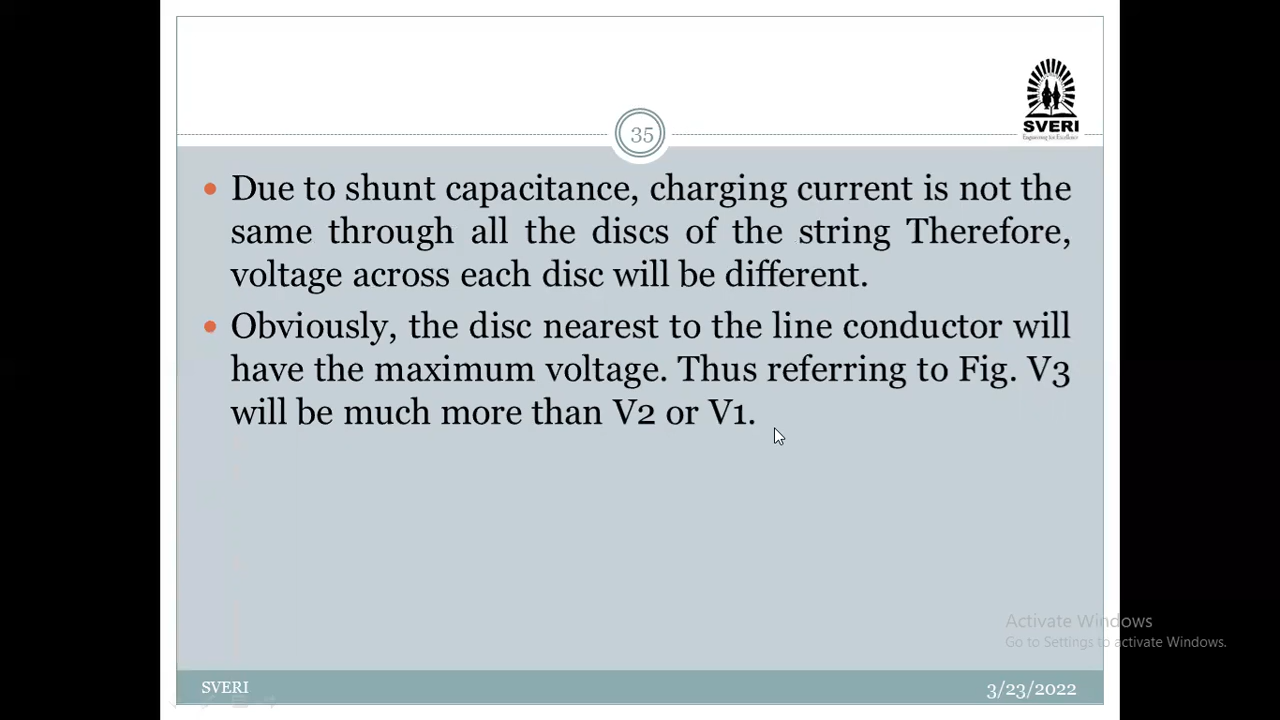 SVERI
Engineering for Excellence
35
• Due to shunt capacitance, charging current is not the
same through all the discs of the string Therefore,
voltage across each disc will be different.
• Obviously, the disc nearest to the line conductor will
have the maximum voltage. Thus referring to Fig. V3
will be much more than V2 or V1.
Activate Windows
Go to Settings to activate Windows.
SVERI
3/23/2022